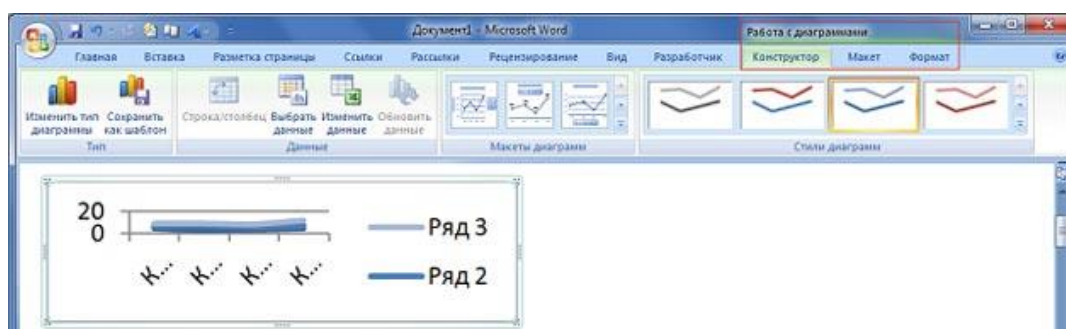 Документ1 - Microsoft Word
Работа с диаграммами
Главная Вставка Разметка страницы Ссылки Рассылки Рецензирование Вид Разработчик Конструктор Макет Формат
Изменить тип диаграммы
Сохранить как шаблон
Строка/столбец
Выбрать данные
Изменить данные
Обновить данные
Тип Данные Макеты диаграмм Стили диаграмм
20
0
К... К... К... К...
Ряд 3
Ряд 2